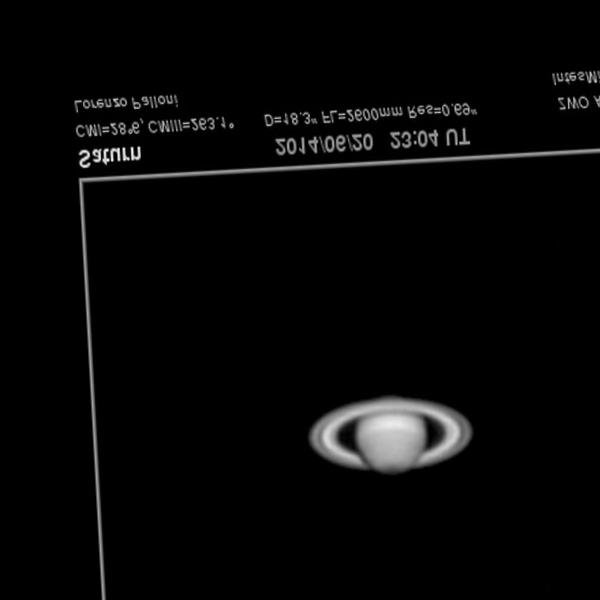 Saturn 2014/06/20 23:04 UT
CMI=28°6, CMIII=263.1° D=18.3" FL=2600mm Res=0.69" ZWO
Lorenzo Palloni